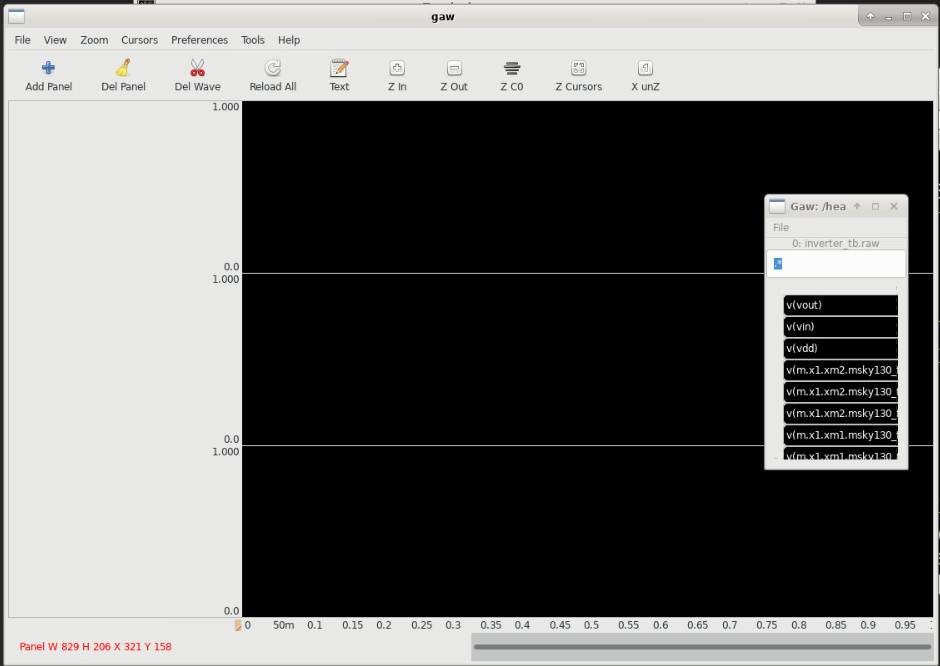 gaw
File View Zoom Cursors Preferences Tools Help
Add Panel Del Panel Del Wave Reload All Text Z In Z Out Z C0 Z Cursors X unZ
1.000
0.0
1.000
0.0
1.000
0.0
Gaw: /hea
File
0: inverter_tb.raw
.*
v(vout)
v(vin)
v(vdd)
v(m.x1.xm2.msky130_
v(m.x1.xm2.msky130_
v(m.x1.xm2.msky130_
v(m.x1.xm1.msky130_
v(m.x1.xm1.msky130_
0 50m 0.1 0.15 0.2 0.25 0.3 0.35 0.4 0.45 0.5 0.55 0.6 0.65 0.7 0.75 0.8 0.85 0.9 0.95
Panel W 829 H 206 X 321 Y 158